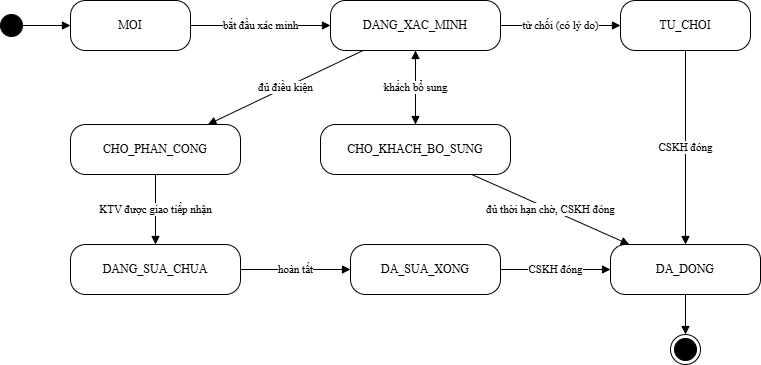 MOI
bắt đầu xác minh
DANG_XAC_MINH
từ chối (có lý do)
TU_CHOI
đủ điều kiện
khách bổ sung
CHO_PHAN_CONG
CHO_KHACH_BO_SUNG
CSKH đóng
KTV được giao tiếp nhận
đủ thời hạn chờ, CSKH đóng
DANG_SUA_CHUA
hoàn tất
DA_SUA_XONG
CSKH đóng
DA_DONG